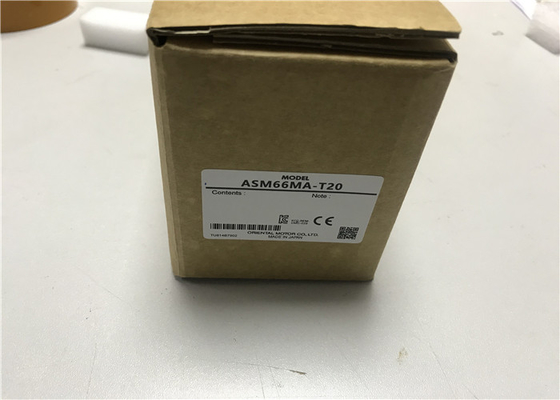 MODEL
ASM66MA-T20
Contents :
Note :
CE
ORIENTAL MOTOR CO.,LTD.
MADE IN JAPAN